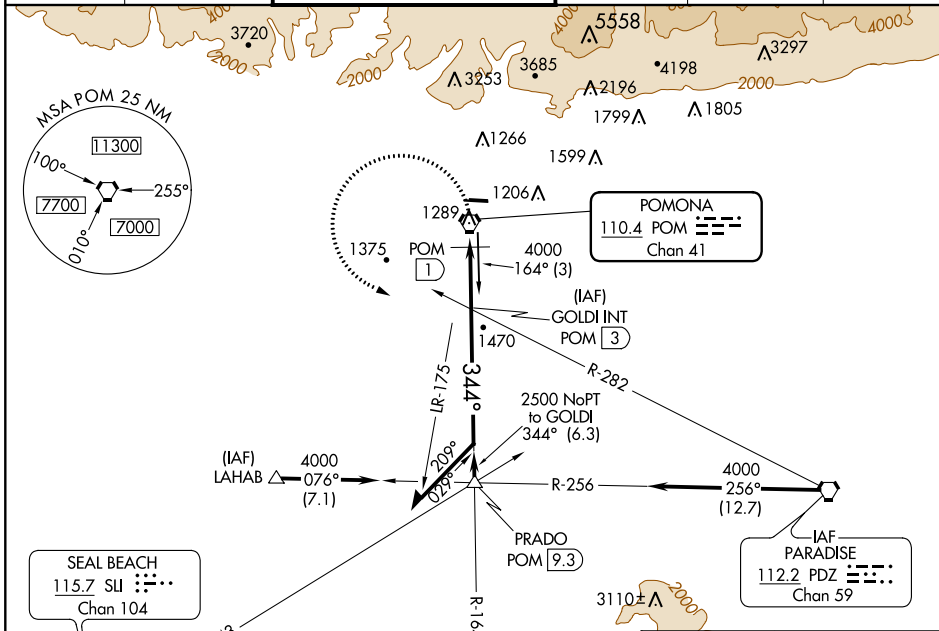 4000
5558
4000
3720
2000
2000
3685
4198
3297
3253
2196
2000
1799
1805
MSA POM 25 NM
11300
100°
255°
7700
7000
010°
1266
1599
1206
1289
POMONA
110.4 POM
Chan 41
1375
POM
1
4000
164° (3)
(IAF)
GOLDI INT
POM 3
1470
R-282
LR-175
344°
2500 NoPT
to GOLDI
344° (6.3)
209°
029°
(IAF)
LAHAB
4000
076°
(7.1)
R-256
4000
256°
(12.7)
PRADO
POM 9.3
IAF
PARADISE
112.2 PDZ
Chan 59
SEAL BEACH
115.7 SLI
Chan 104
3110±
2000